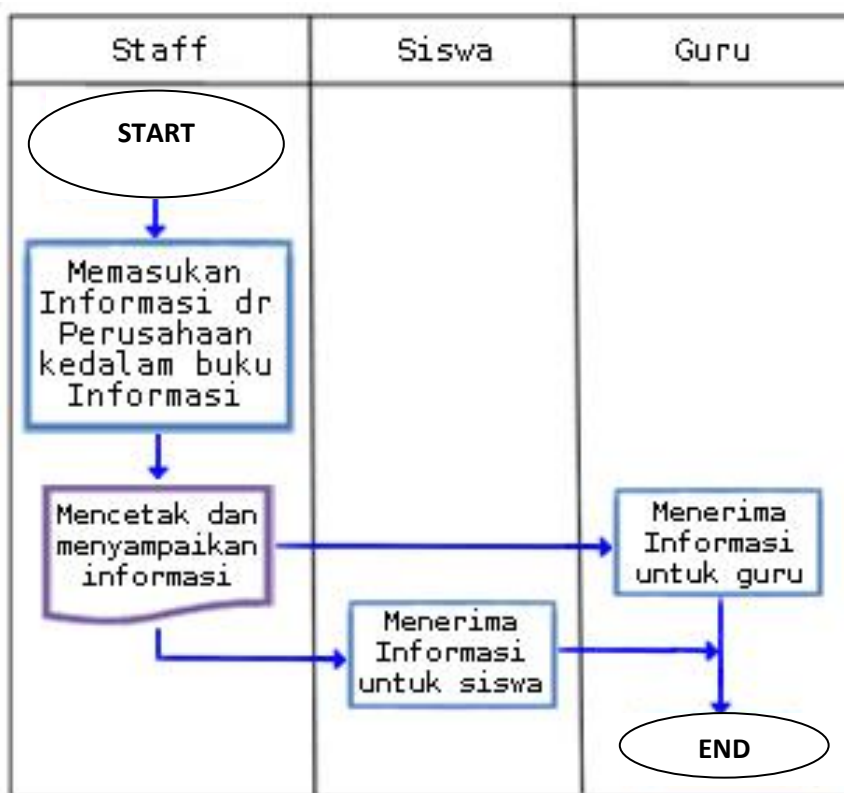 Staff
Siswa
Guru
START
Memasukan
Informasi dr
Perusahaan
kedalam buku
Informasi
Mencetak dan
menyampaikan
informasi
Menerima
Informasi
untuk guru
Menerima
Informasi
untuk siswa
END